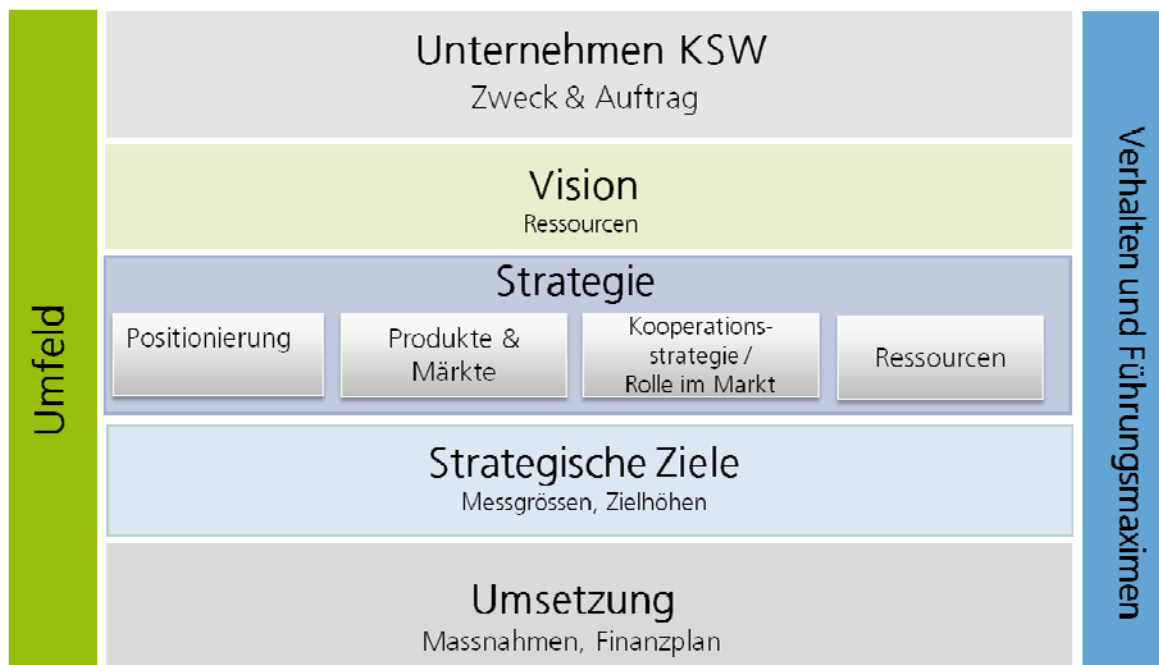 Umfeld
Unternehmen KSW
Zweck & Auftrag
Vision
Ressourcen
Strategie
Positionierung
Produkte &
Märkte
Kooperations-
strategie /
Rolle im Markt
Ressourcen
Strategische Ziele
Messgrössen, Zielhöhen
Umsetzung
Massnahmen, Finanzplan
Verhalten und Führungsmaximen